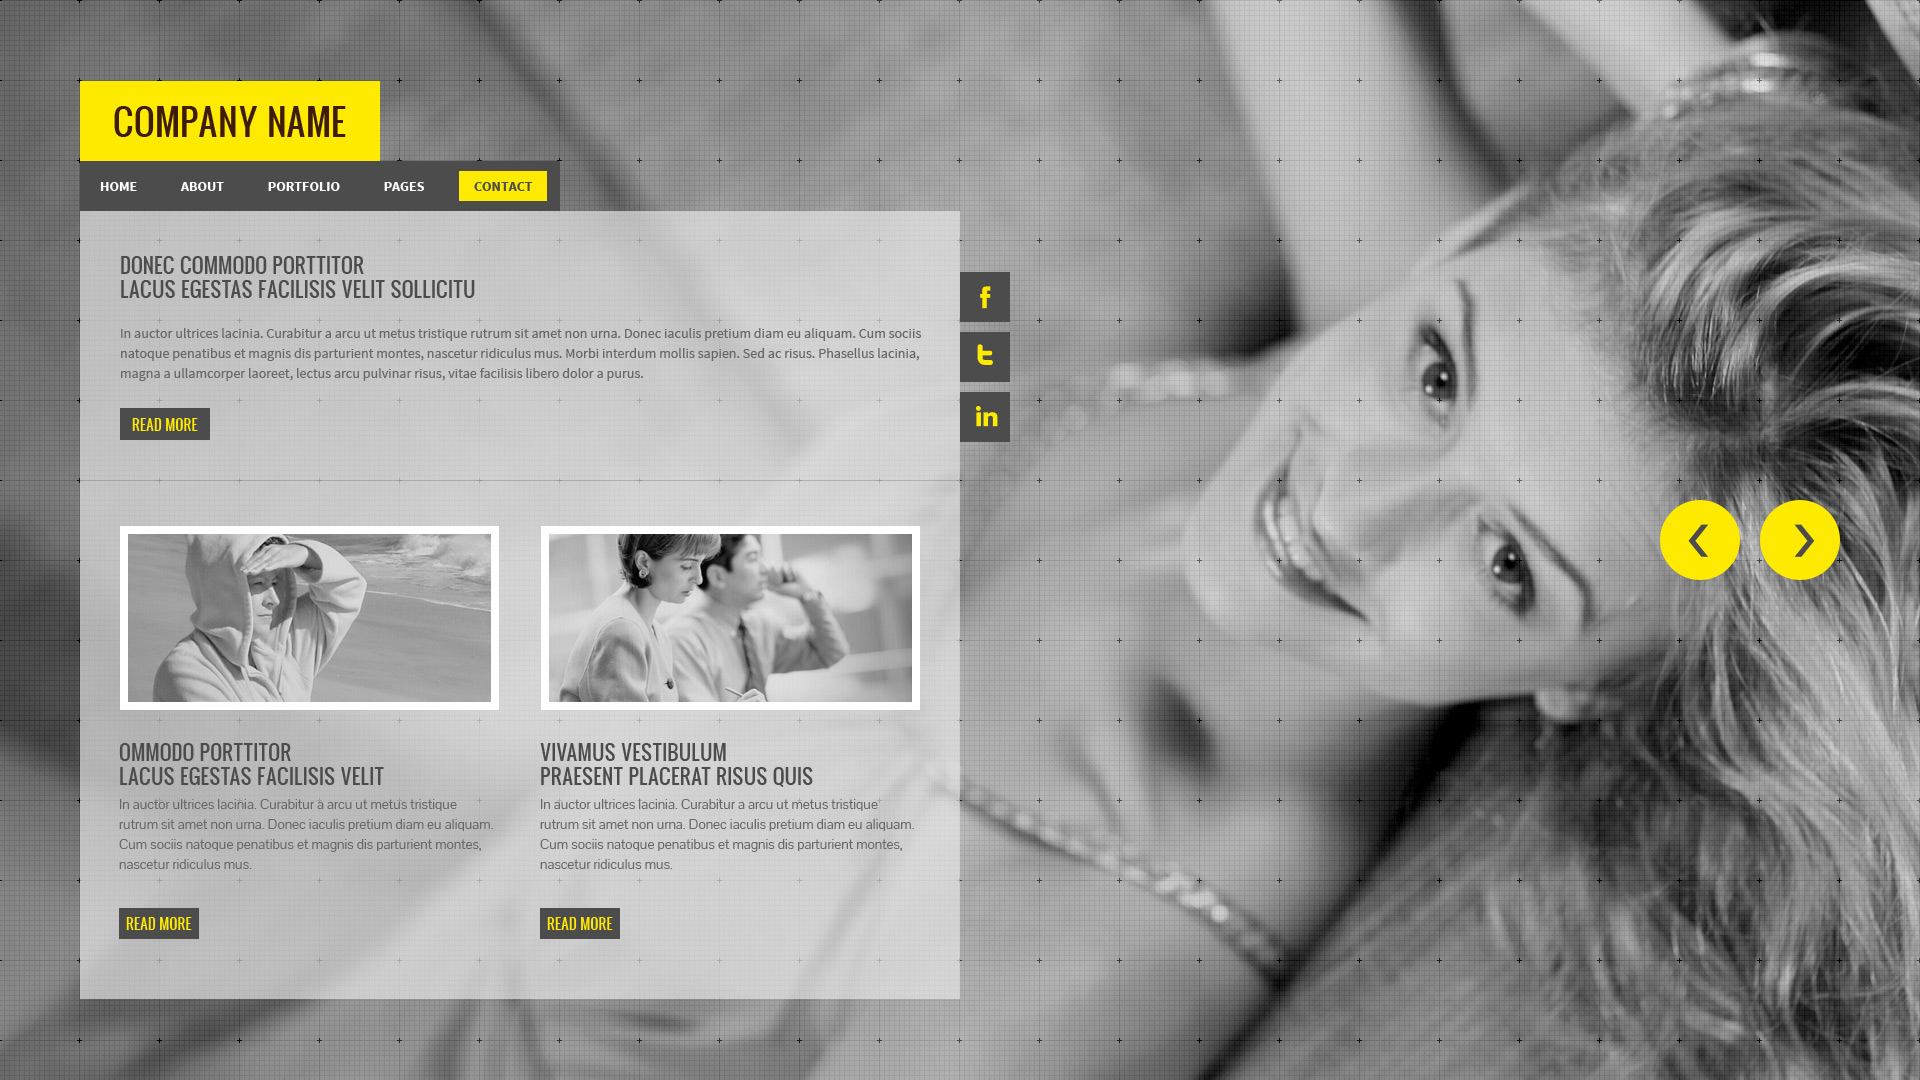 COMPANY NAME
HOME ABOUT PORTFOLIO PAGES CONTACT
DONEC COMMODO PORTTITOR
LACUS EGESTAS FACILISIS VELIT SOLLICITU
In auctor ultrices lacinia. Curabitur a arcu ut metus tristique rutrum sit amet non urna. Donec iaculis pretium diam eu aliquam. Cum sociis
natoque penatibus et magnis dis parturient montes, nascetur ridiculus mus. Morbi interdum mollis sapien. Sed ac risus. Phasellus lacinia,
magna a ullamcorper laoreet, lectus arcu pulvinar risus, vitae facilisis libero dolor a purus.
READ MORE
f
t
in
OMMODO PORTTITOR
LACUS EGESTAS FACILISIS VELIT
In auctor ultrices lacinia. Curabitur a arcu ut metus tristique
rutrum sit amet non urna. Donec iaculis pretium diam eu aliquam.
Cum sociis natoque penatibus et magnis dis parturient montes,
nascetur ridiculus mus.
READ MORE
VIVAMUS VESTIBULUM
PRAESENT PLACERAT RISUS QUIS
In auctor ultrices lacinia. Curabitur a arcu ut metus tristique
rutrum sit amet non urna. Donec iaculis pretium diam eu aliquam.
Cum sociis natoque penatibus et magnis dis parturient montes,
nascetur ridiculus mus.
READ MORE